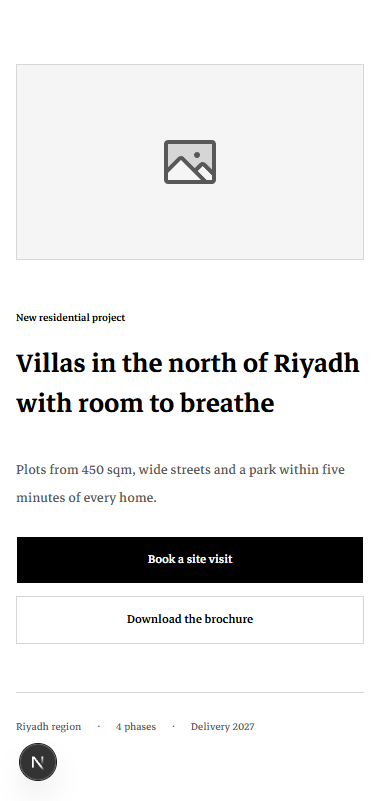 New residential project
Villas in the north of Riyadh
with room to breathe
Plots from 450 sqm, wide streets and a park within five
minutes of every home.
Book a site visit
Download the brochure
Riyadh region · 4 phases · Delivery 2027
N